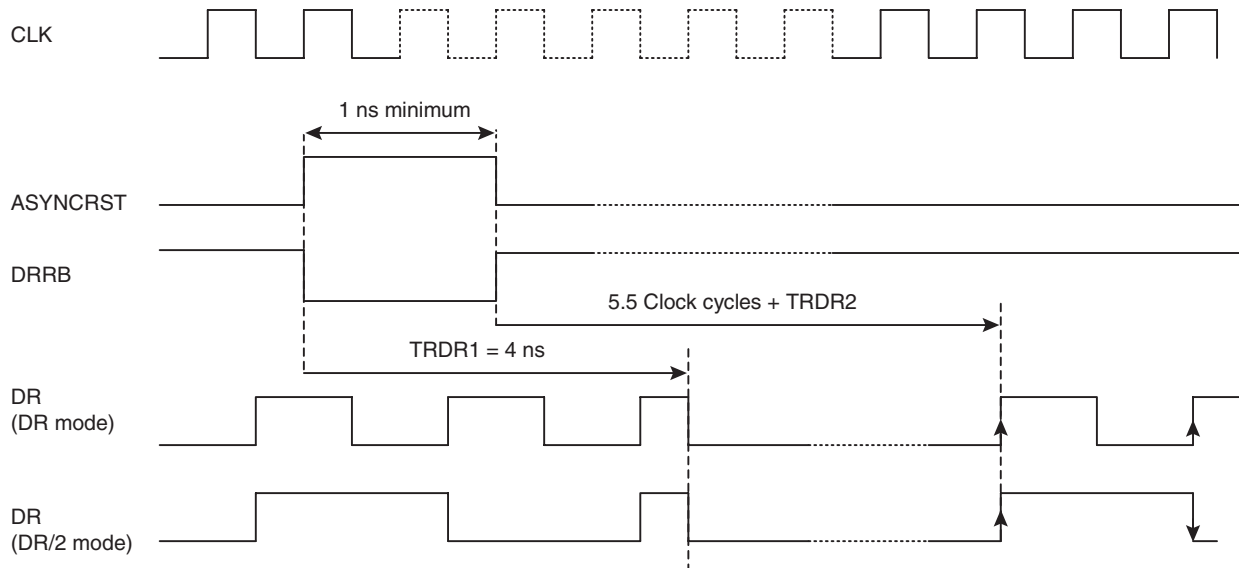 CLK
1 ns minimum
ASYNCRST
DRRB
5.5 Clock cycles + TRDR2
TRDR1 = 4 ns
DR
(DR mode)
DR
(DR/2 mode)